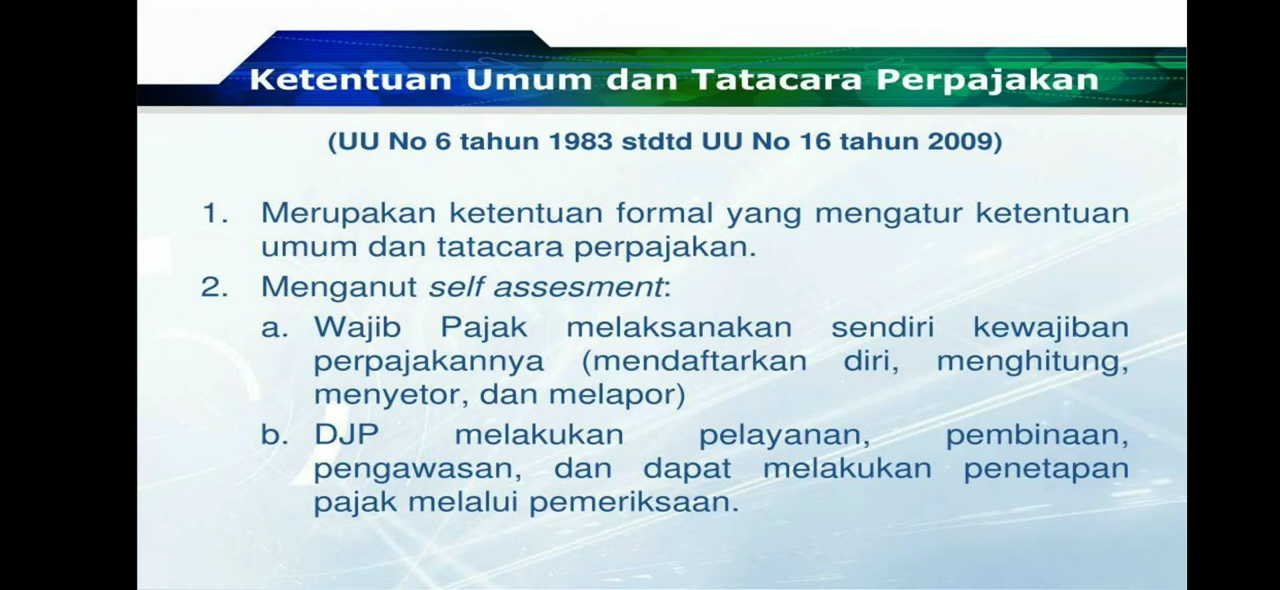 Ketentuan Umum dan Tatacara Perpajakan
(UU No 6 tahun 1983 stdtd UU No 16 tahun 2009)
1. Merupakan ketentuan formal yang mengatur ketentuan
umum dan tatacara perpajakan.
2. Menganut self assesment:
a. Wajib Pajak melaksanakan sendiri kewajiban
perpajakannya (mendaftarkan diri, menghitung,
menyetor, dan melapor)
b. DJP melakukan pelayanan, pembinaan,
pengawasan, dan dapat melakukan penetapan
pajak melalui pemeriksaan.